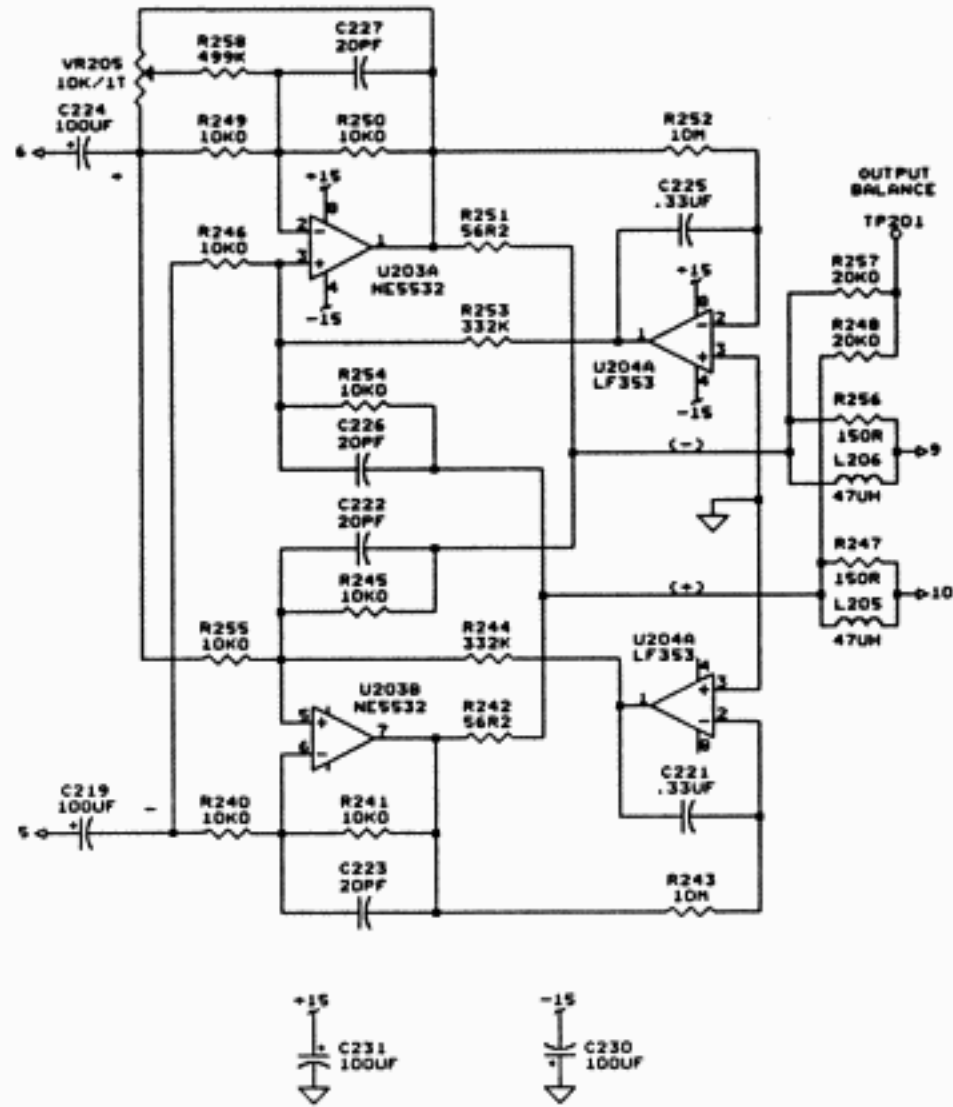 R258
499K
C227
20PF
VR205
10K/1T
C224
100UF
R249
10K0
R250
10K0
R252
10M
6
+
+15
8
2
-
3
+
1
4
-15
R246
10K0
U203A
NE5532
R251
56R2
C225
.33UF
OUTPUT
BALANCE
TP201
R257
20K0
R248
20K0
R253
332K
+15
8
1
2
-
3
+
4
-15
U204A
LF353
R254
10K0
C226
20PF
R256
150R
(-)
9
L206
47UH
C222
20PF
R245
10K0
R247
150R
(+)
10
L205
47UH
R255
10K0
R244
332K
U204A
LF353
4
1
3
+
2
-
8
U203B
NE5532
5
+
6
-
7
R242
56R2
C221
.33UF
C219
100UF
-
5
+
R240
10K0
R241
10K0
C223
20PF
R243
10M
+15
+
C231
100UF
-15
+
C230
100UF